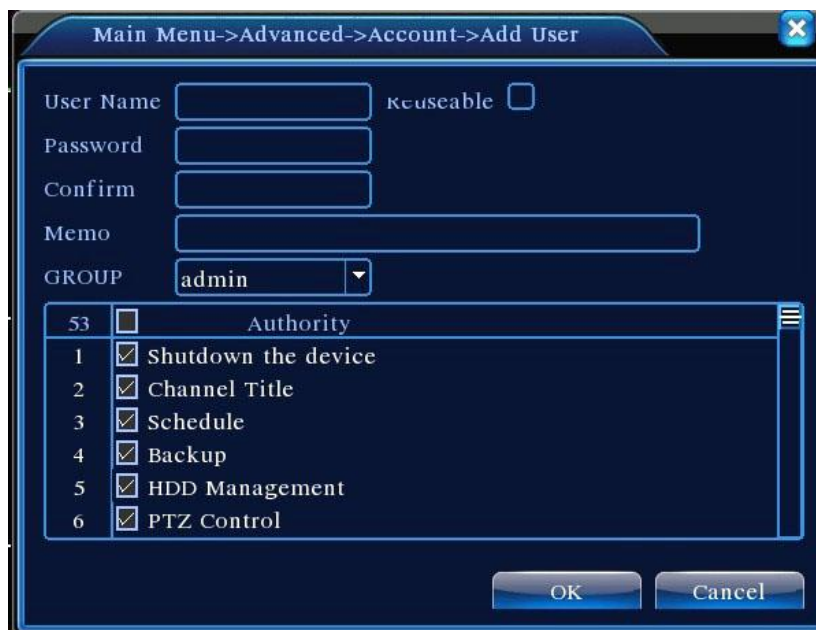 Main Menu->Advanced->Account->Add User
User Name Reuseable
Password
Confirm
Memo
GROUP admin
53 Authority
1 Shutdown the device
2 Channel Title
3 Schedule
4 Backup
5 HDD Management
6 PTZ Control
OK Cancel